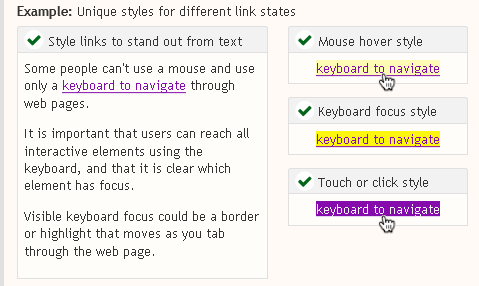 Example: Unique styles for different link states
Style links to stand out from text
Some people can't use a mouse and use
only a keyboard to navigate through
web pages.
It is important that users can reach all
interactive elements using the
keyboard, and that it is clear which
element has focus.
Visible keyboard focus could be a border
or highlight that moves as you tab
through the web page.
Mouse hover style
keyboard to navigate
Keyboard focus style
keyboard to navigate
Touch or click style
keyboard to navigate